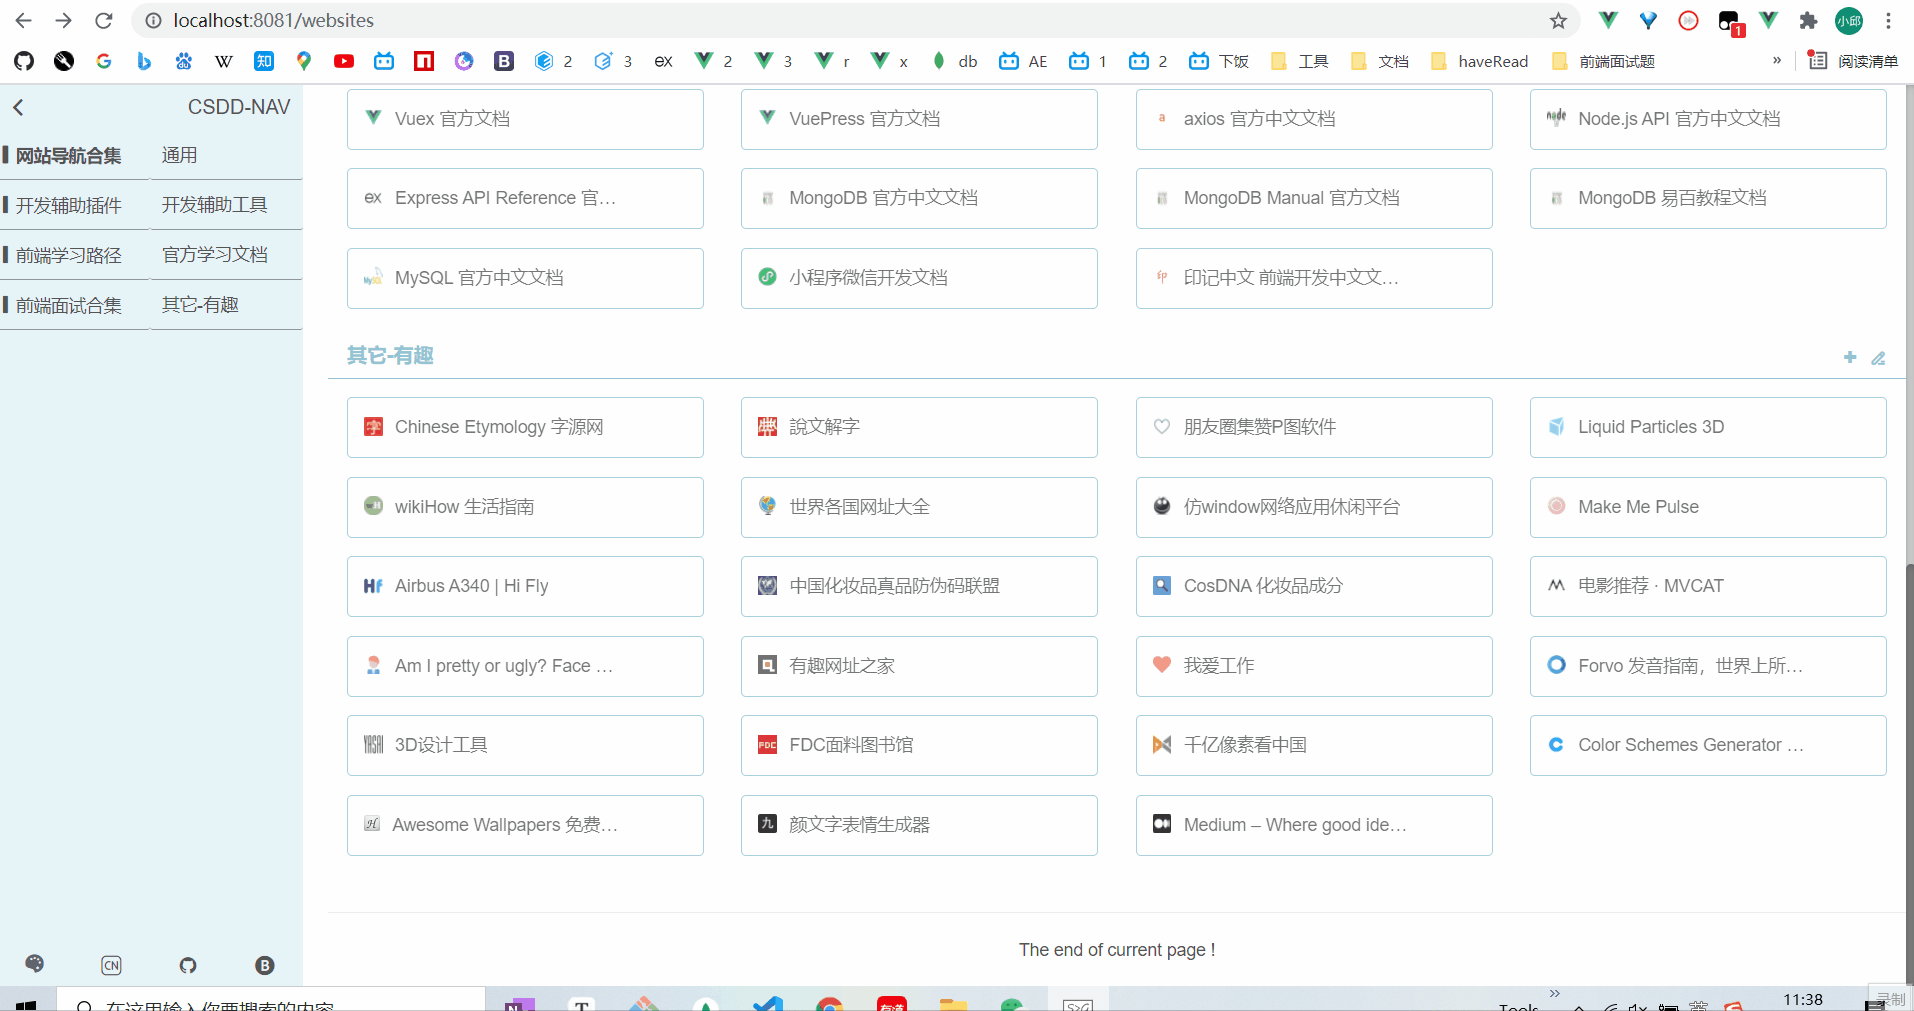 localhost:8081/websites
小邱
1
2
3
ex
2
3
r
x
db
AE
1
2
下饭
工具
文档
haveRead
前端面试题
»
阅读清单
CSDD-NAV
网站导航合集
通用
开发辅助插件
开发辅助工具
前端学习路径
官方学习文档
前端面试合集
其它-有趣
Vuex 官方文档
VuePress 官方文档
axios 官方中文文档
Node.js API 官方中文文档
Express API Reference 官…
MongoDB 官方中文文档
MongoDB Manual 官方文档
MongoDB 易百教程文档
MySQL 官方中文文档
小程序微信开发文档
印记中文 前端开发中文文…
其它-有趣
Chinese Etymology 字源网
說文解字
朋友圈集赞P图软件
Liquid Particles 3D
wikiHow 生活指南
世界各国网址大全
仿window网络应用休闲平台
Make Me Pulse
Airbus A340 | Hi Fly
中国化妆品真品防伪码联盟
CosDNA 化妆品成分
电影推荐 · MVCAT
Am I pretty or ugly? Face …
有趣网址之家
我爱工作
Forvo 发音指南，世界上所…
3D设计工具
FDC面料图书馆
千亿像素看中国
Color Schemes Generator …
Awesome Wallpapers 免费…
颜文字表情生成器
Medium – Where good ide…
The end of current page !
CN
B
在这里输入你要搜索的内容
Tools
»
英
11:38
录制